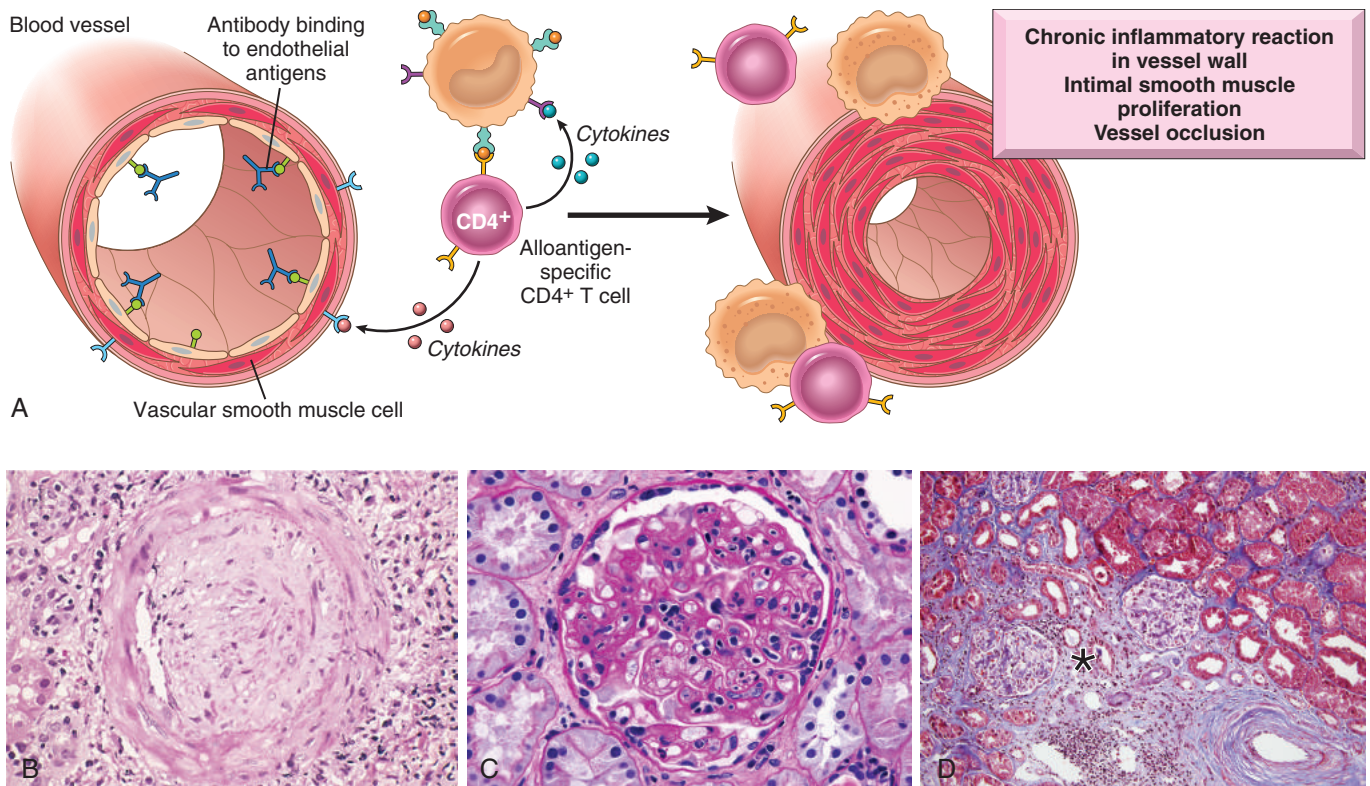 Blood vessel
Antibody binding
to endothelial
antigens
Cytokines
CD4+
Alloantigen-
specific
CD4+ T cell
Cytokines
Vascular smooth muscle cell
A
Chronic inflammatory reaction
in vessel wall
Intimal smooth muscle
proliferation
Vessel occlusion
B
C
*
D